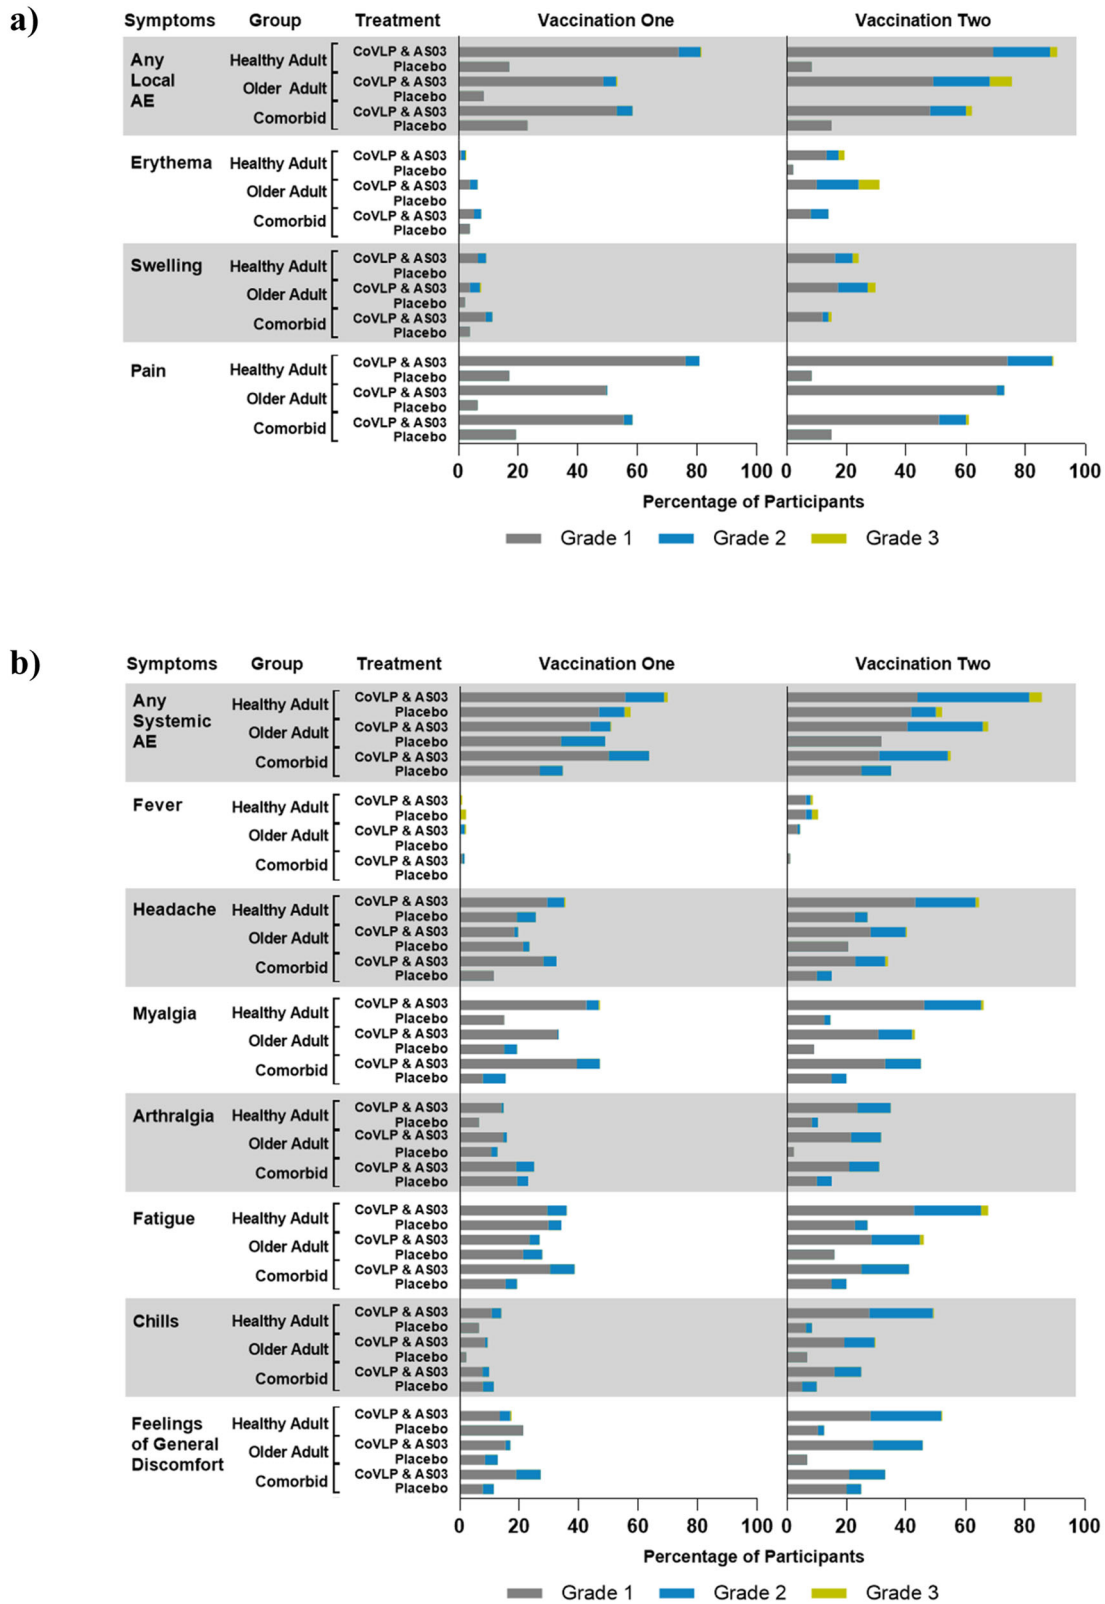 a)
Symptoms Group Treatment Vaccination One Vaccination Two
Any Local AE
Healthy Adult CoVLP & AS03
Placebo
Older Adult CoVLP & AS03
Placebo
Comorbid CoVLP & AS03
Placebo
Erythema
Healthy Adult CoVLP & AS03
Placebo
Older Adult CoVLP & AS03
Placebo
Comorbid CoVLP & AS03
Placebo
Swelling
Healthy Adult CoVLP & AS03
Placebo
Older Adult CoVLP & AS03
Placebo
Comorbid CoVLP & AS03
Placebo
Pain
Healthy Adult CoVLP & AS03
Placebo
Older Adult CoVLP & AS03
Placebo
Comorbid CoVLP & AS03
Placebo
0 20 40 60 80 100 0 20 40 60 80 100
Percentage of Participants
Grade 1 Grade 2 Grade 3
b)
Symptoms Group Treatment Vaccination One Vaccination Two
Any Systemic AE
Healthy Adult CoVLP & AS03
Placebo
Older Adult CoVLP & AS03
Placebo
Comorbid CoVLP & AS03
Placebo
Fever
Healthy Adult CoVLP & AS03
Placebo
Older Adult CoVLP & AS03
Placebo
Comorbid CoVLP & AS03
Placebo
Headache
Healthy Adult CoVLP & AS03
Placebo
Older Adult CoVLP & AS03
Placebo
Comorbid CoVLP & AS03
Placebo
Myalgia
Healthy Adult CoVLP & AS03
Placebo
Older Adult CoVLP & AS03
Placebo
Comorbid CoVLP & AS03
Placebo
Arthralgia
Healthy Adult CoVLP & AS03
Placebo
Older Adult CoVLP & AS03
Placebo
Comorbid CoVLP & AS03
Placebo
Fatigue
Healthy Adult CoVLP & AS03
Placebo
Older Adult CoVLP & AS03
Placebo
Comorbid CoVLP & AS03
Placebo
Chills
Healthy Adult CoVLP & AS03
Placebo
Older Adult CoVLP & AS03
Placebo
Comorbid CoVLP & AS03
Placebo
Feelings of General Discomfort
Healthy Adult CoVLP & AS03
Placebo
Older Adult CoVLP & AS03
Placebo
Comorbid CoVLP & AS03
Placebo
0 20 40 60 80 100 0 20 40 60 80 100
Percentage of Participants
Grade 1 Grade 2 Grade 3